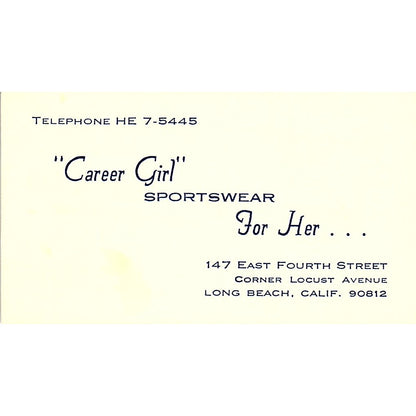 Telephone HE 7-5445
"Career Girl"
SPORTSWEAR
For Her . . .
147 East Fourth Street
Corner Locust Avenue
LONG BEACH, CALIF. 90812